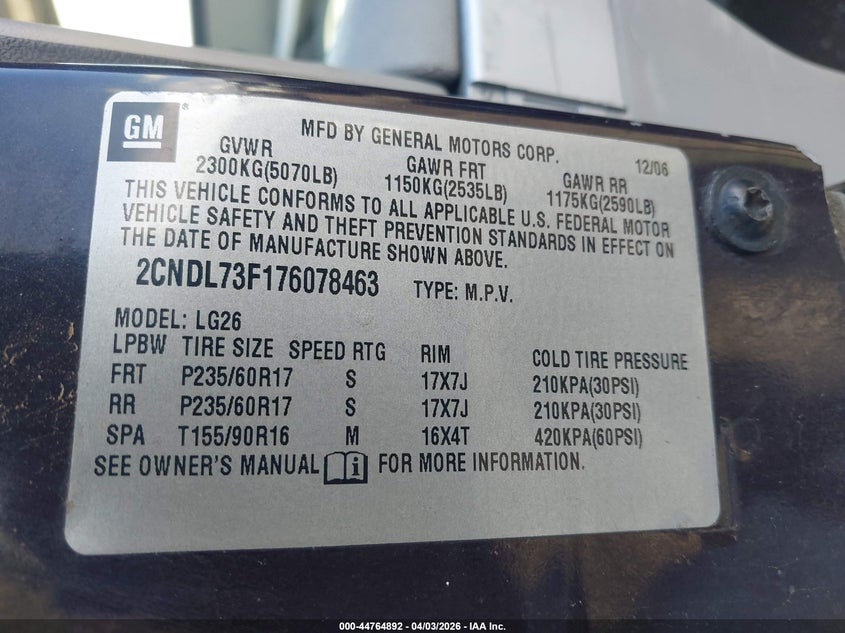 GM
MFD BY GENERAL MOTORS CORP. 12/06
GVWR GAWR FRT GAWR RR
2300KG(5070LB) 1150KG(2535LB) 1175KG(2590LB)
THIS VEHICLE CONFORMS TO ALL APPLICABLE U.S. FEDERAL MOTOR
VEHICLE SAFETY AND THEFT PREVENTION STANDARDS IN EFFECT ON
THE DATE OF MANUFACTURE SHOWN ABOVE.
2CNDL73F176078463 TYPE: M.P.V.
MODEL: LG26
LPBW TIRE SIZE SPEED RTG RIM COLD TIRE PRESSURE
FRT P235/60R17 S 17X7J 210KPA(30PSI)
RR P235/60R17 S 17X7J 210KPA(30PSI)
SPA T155/90R16 M 16X4T 420KPA(60PSI)
SEE OWNER'S MANUAL i FOR MORE INFORMATION.
000-44764892 - 04/03/2026 - IAA Inc.